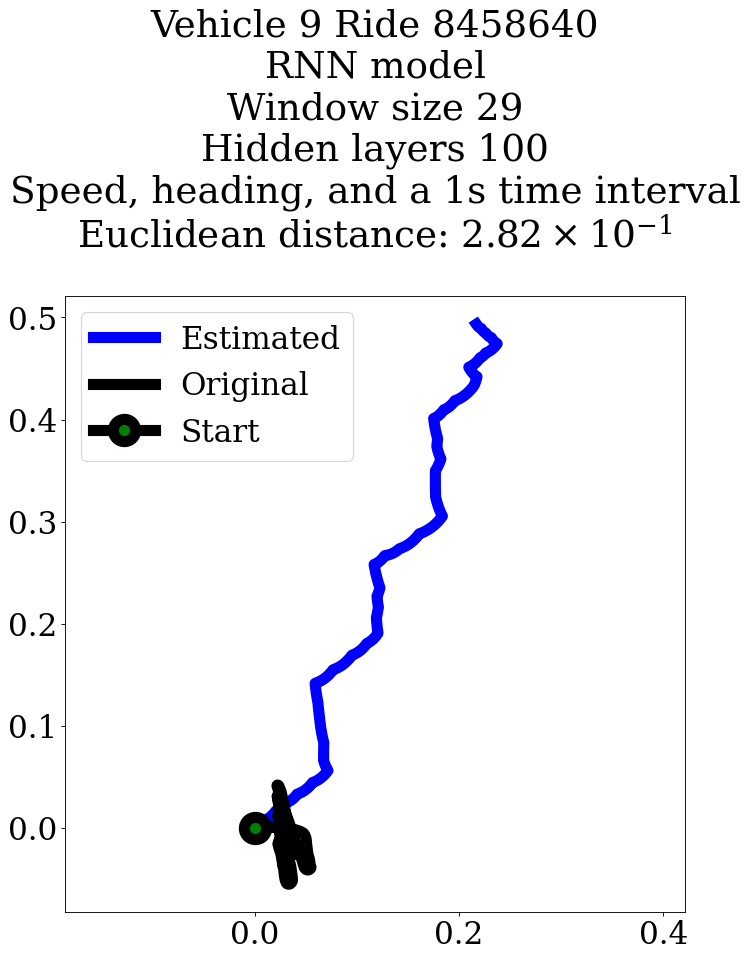 Vehicle 9 Ride 8458640
RNN model
Window size 29
Hidden layers 100
Speed, heading, and a 1s time interval
Euclidean distance: 2.82 × 10⁻¹
Estimated
Original
Start
0.5
0.4
0.3
0.2
0.1
0.0
0.0 0.2 0.4